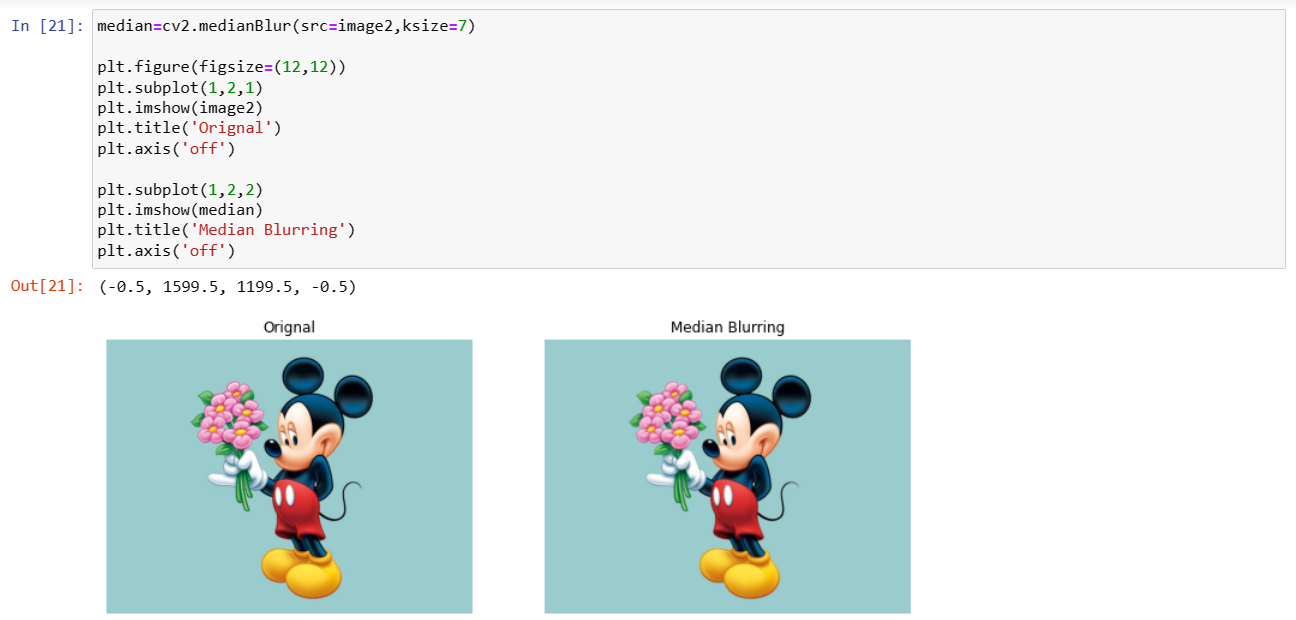 In [21]: median=cv2.medianBlur(src=image2,ksize=7)
plt.figure(figsize=(12,12))
plt.subplot(1,2,1)
plt.imshow(image2)
plt.title('Orignal')
plt.axis('off')
plt.subplot(1,2,2)
plt.imshow(median)
plt.title('Median Blurring')
plt.axis('off')
Out[21]: (-0.5, 1599.5, 1199.5, -0.5)
Orignal
Median Blurring